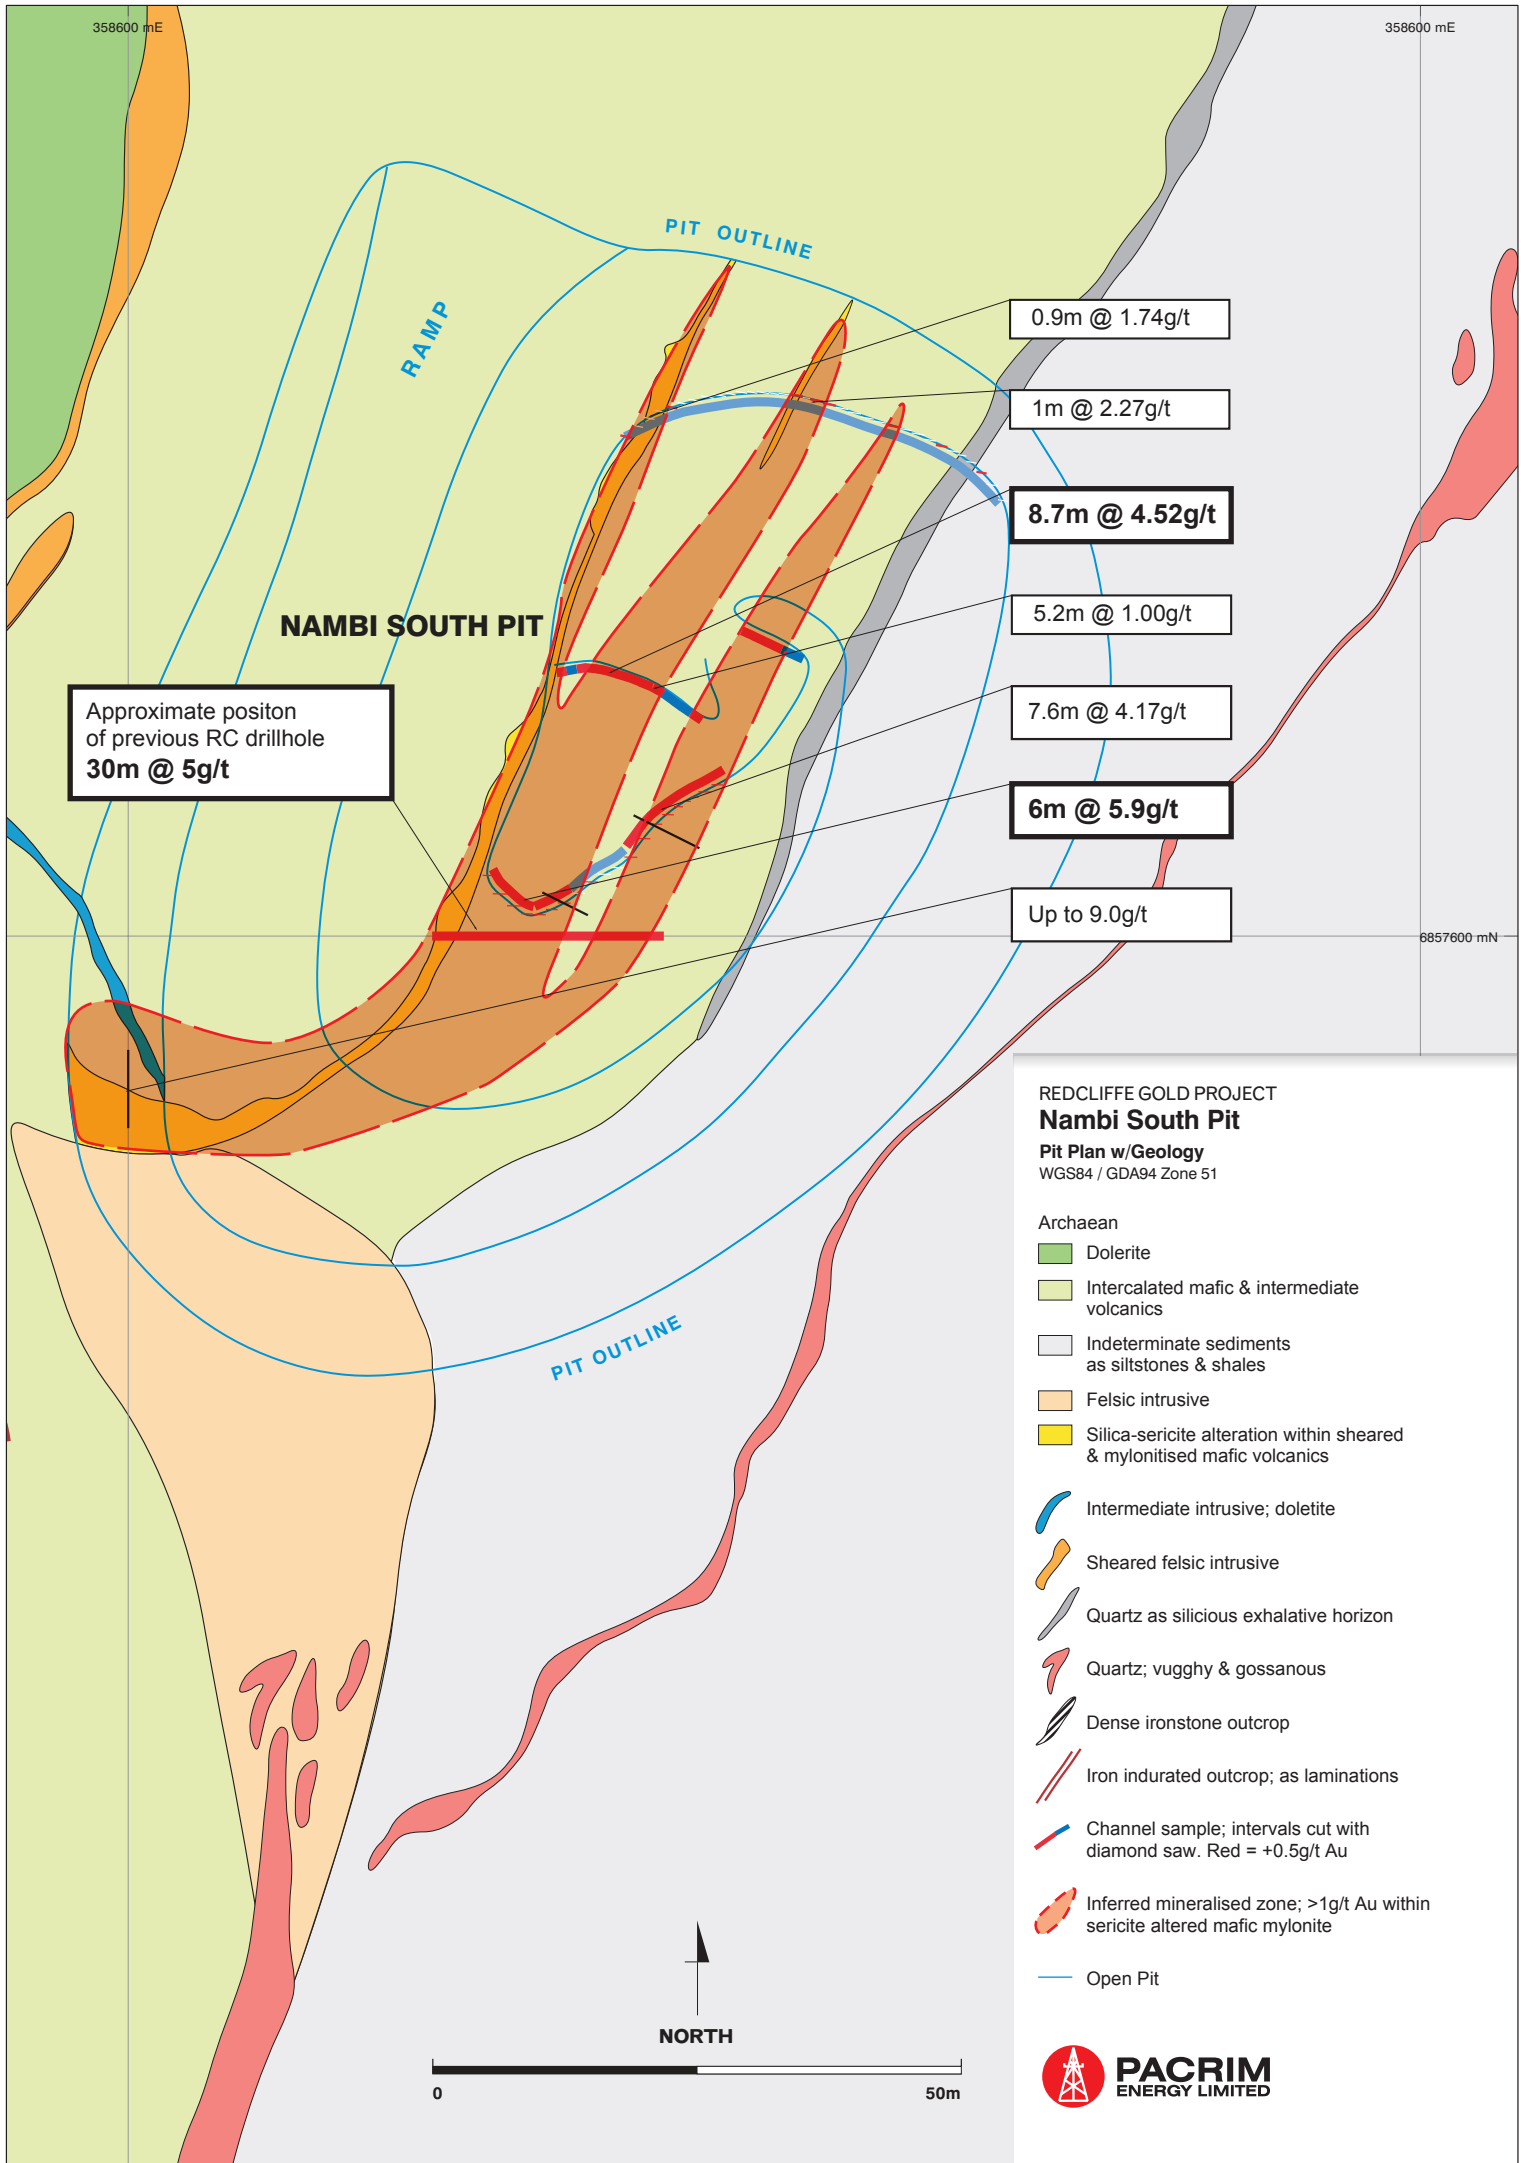 358600 mE
358600 mE
PIT OUTLINE
RAMP
0.9m @ 1.74g/t
1m @ 2.27g/t
8.7m @ 4.52g/t
5.2m @ 1.00g/t
NAMBI SOUTH PIT
7.6m @ 4.17g/t
Approximate positon
of previous RC drillhole
30m @ 5g/t
6m @ 5.9g/t
Up to 9.0g/t
6857600 mN
PIT OUTLINE
REDCLIFFE GOLD PROJECT
Nambi South Pit
Pit Plan w/Geology
WGS84 / GDA94 Zone 51
Archaean
Dolerite
Intercalated mafic & intermediate
volcanics
Indeterminate sediments
as siltstones & shales
Felsic intrusive
Silica-sericite alteration within sheared
& mylonitised mafic volcanics
Intermediate intrusive; doletite
Sheared felsic intrusive
Quartz as silicious exhalative horizon
Quartz; vugghy & gossanous
Dense ironstone outcrop
Iron indurated outcrop; as laminations
Channel sample; intervals cut with
diamond saw. Red = +0.5g/t Au
Inferred mineralised zone; >1g/t Au within
sericite altered mafic mylonite
Open Pit
NORTH
0 50m
PACRIM
ENERGY LIMITED